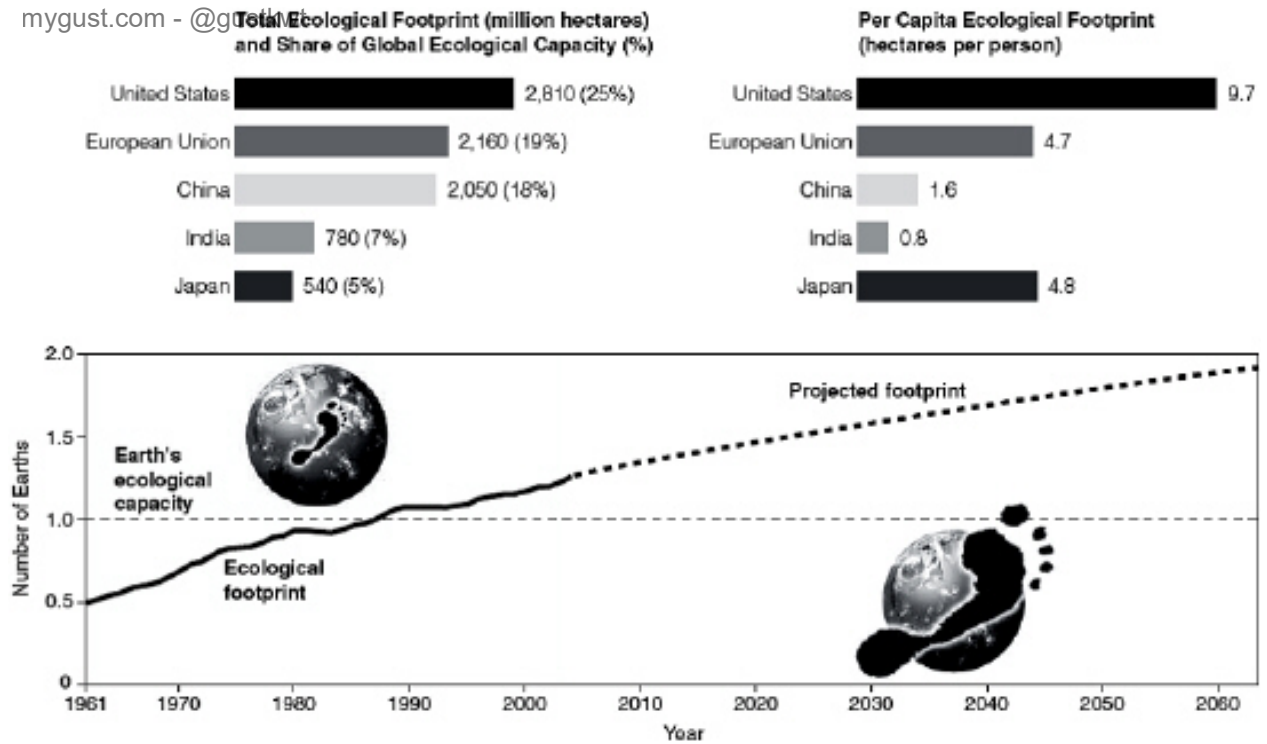 mygust.com - @gustkvt
Total Ecological Footprint (million hectares)
and Share of Global Ecological Capacity (%)
United States 2,810 (25%)
European Union 2,160 (19%)
China 2,050 (18%)
India 780 (7%)
Japan 540 (5%)
Per Capita Ecological Footprint
(hectares per person)
United States 9.7
European Union 4.7
China 1.6
India 0.8
Japan 4.8
2.0
1.5
1.0
0.5
0
Number of Earths
Earth's
ecological
capacity
Ecological
footprint
Projected footprint
1961 1970 1980 1990 2000 2010 2020 2030 2040 2050 2060
Year